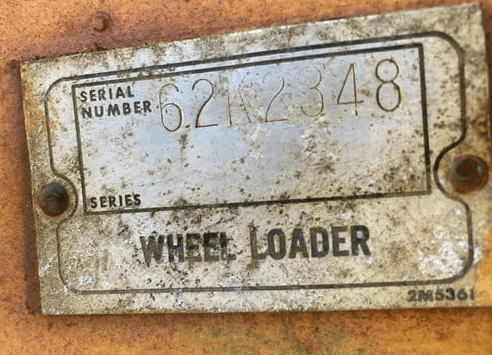 SERIAL
NUMBER 62K2348
SERIES
WHEEL LOADER
2M5361